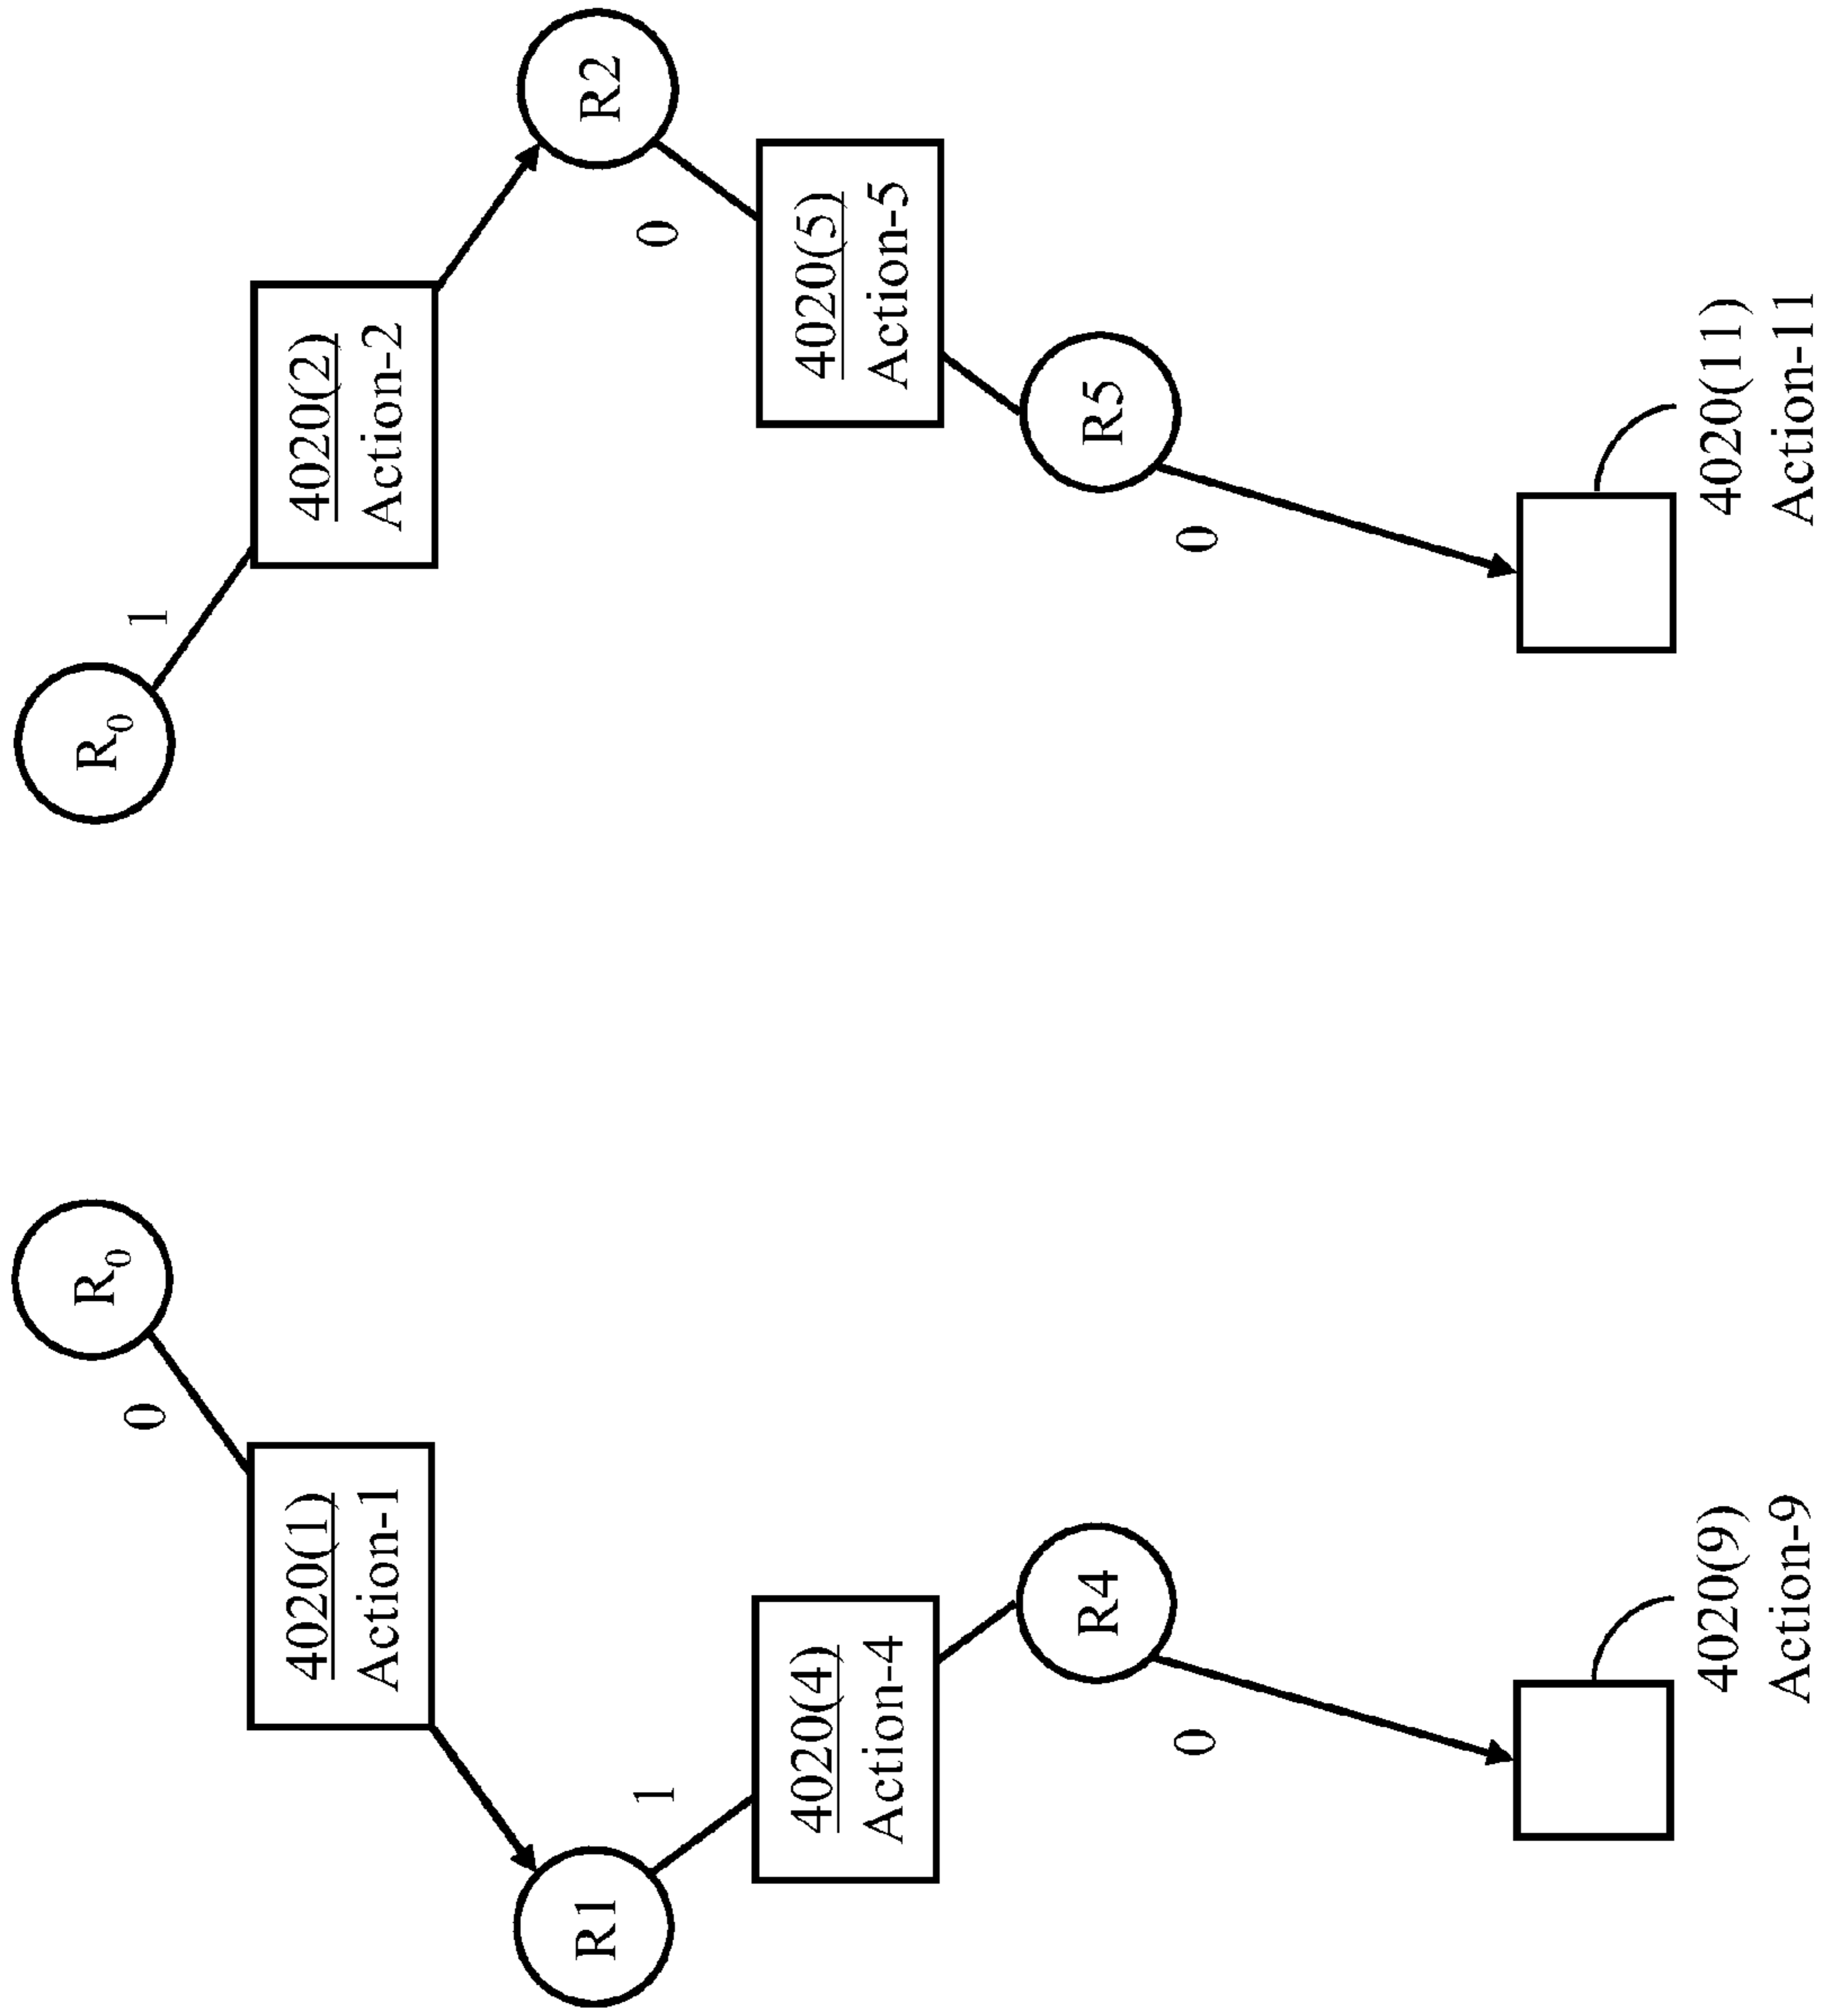 R0
0
4020(1)
Action-1
R1
1
4020(4)
Action-4
R4
0
4020(9)
Action-9
R0
1
4020(2)
Action-2
R2
0
4020(5)
Action-5
R5
0
4020(11)
Action-11